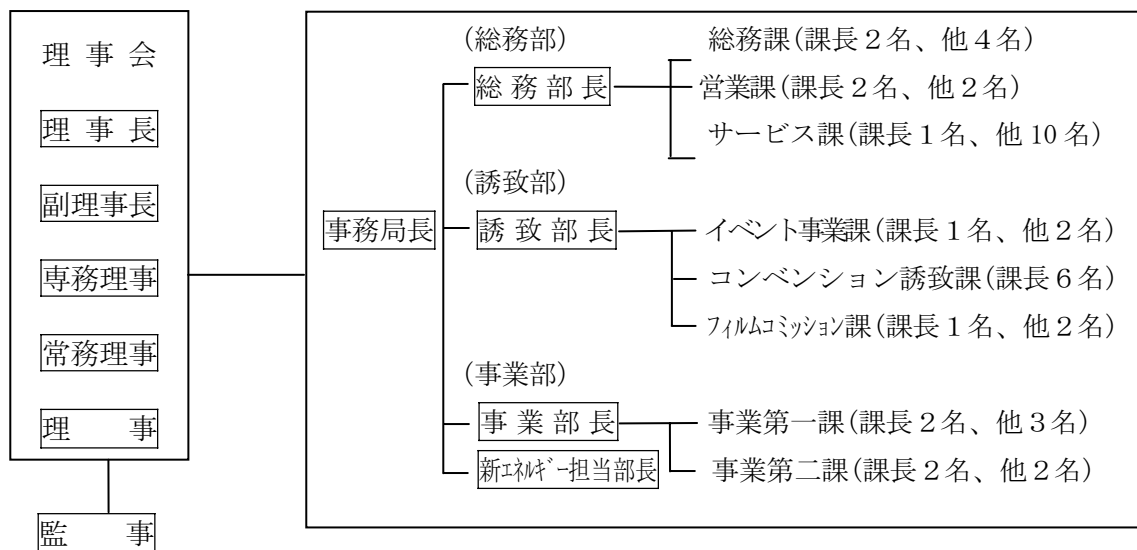 理事会
理事長
副理事長
専務理事
常務理事
理　事
監　事
事務局長
(総務部)
総務部長
総務課(課長２名、他４名)
営業課(課長２名、他２名)
サービス課(課長１名、他10名)
(誘致部)
誘致部長
イベント事業課(課長１名、他２名)
コンベンション誘致課(課長６名)
フィルムコミッション課(課長１名、他２名)
(事業部)
事業部長
事業第一課(課長２名、他３名)
新ｴﾈﾙｷﾞｰ担当部長
事業第二課(課長２名、他２名)